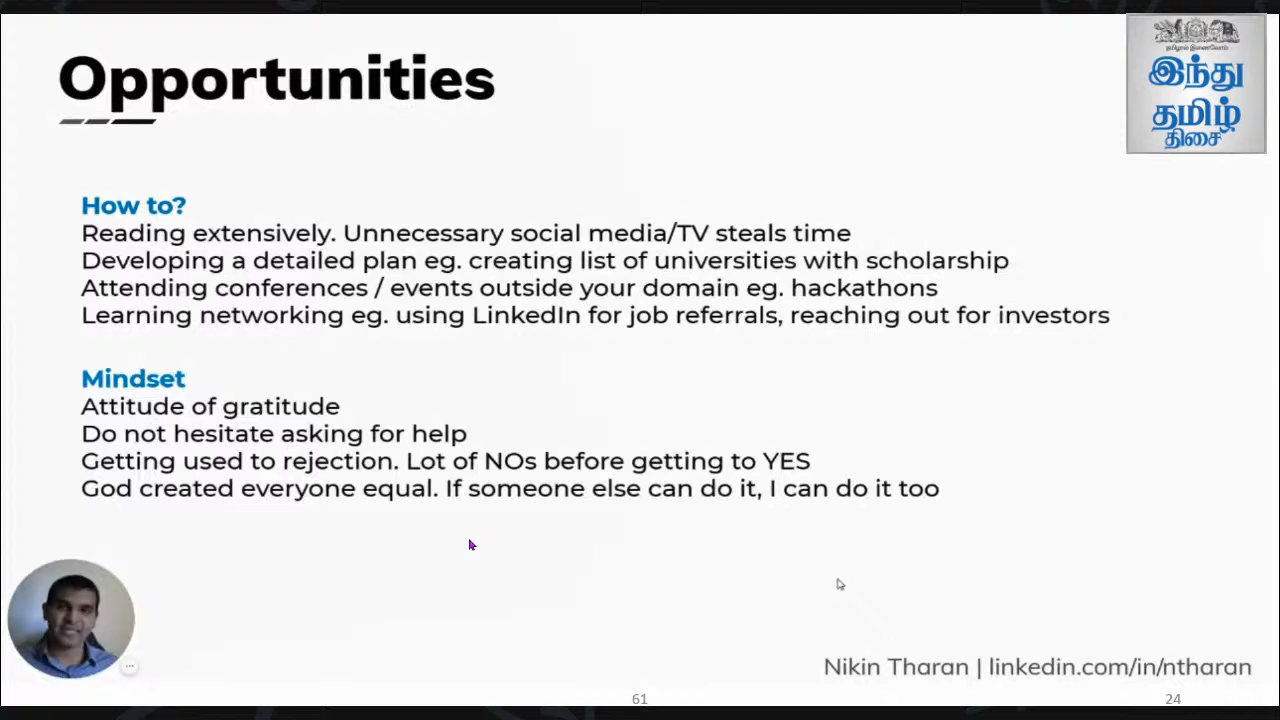 Opportunities
தமிழால் இணைவோம்
இந்து
தமிழ்
திசை
How to?
Reading extensively. Unnecessary social media/TV steals time
Developing a detailed plan eg. creating list of universities with scholarship
Attending conferences / events outside your domain eg. hackathons
Learning networking eg. using LinkedIn for job referrals, reaching out for investors
Mindset
Attitude of gratitude
Do not hesitate asking for help
Getting used to rejection. Lot of NOs before getting to YES
God created everyone equal. If someone else can do it, I can do it too
Nikin Tharan | linkedin.com/in/ntharan
61
24